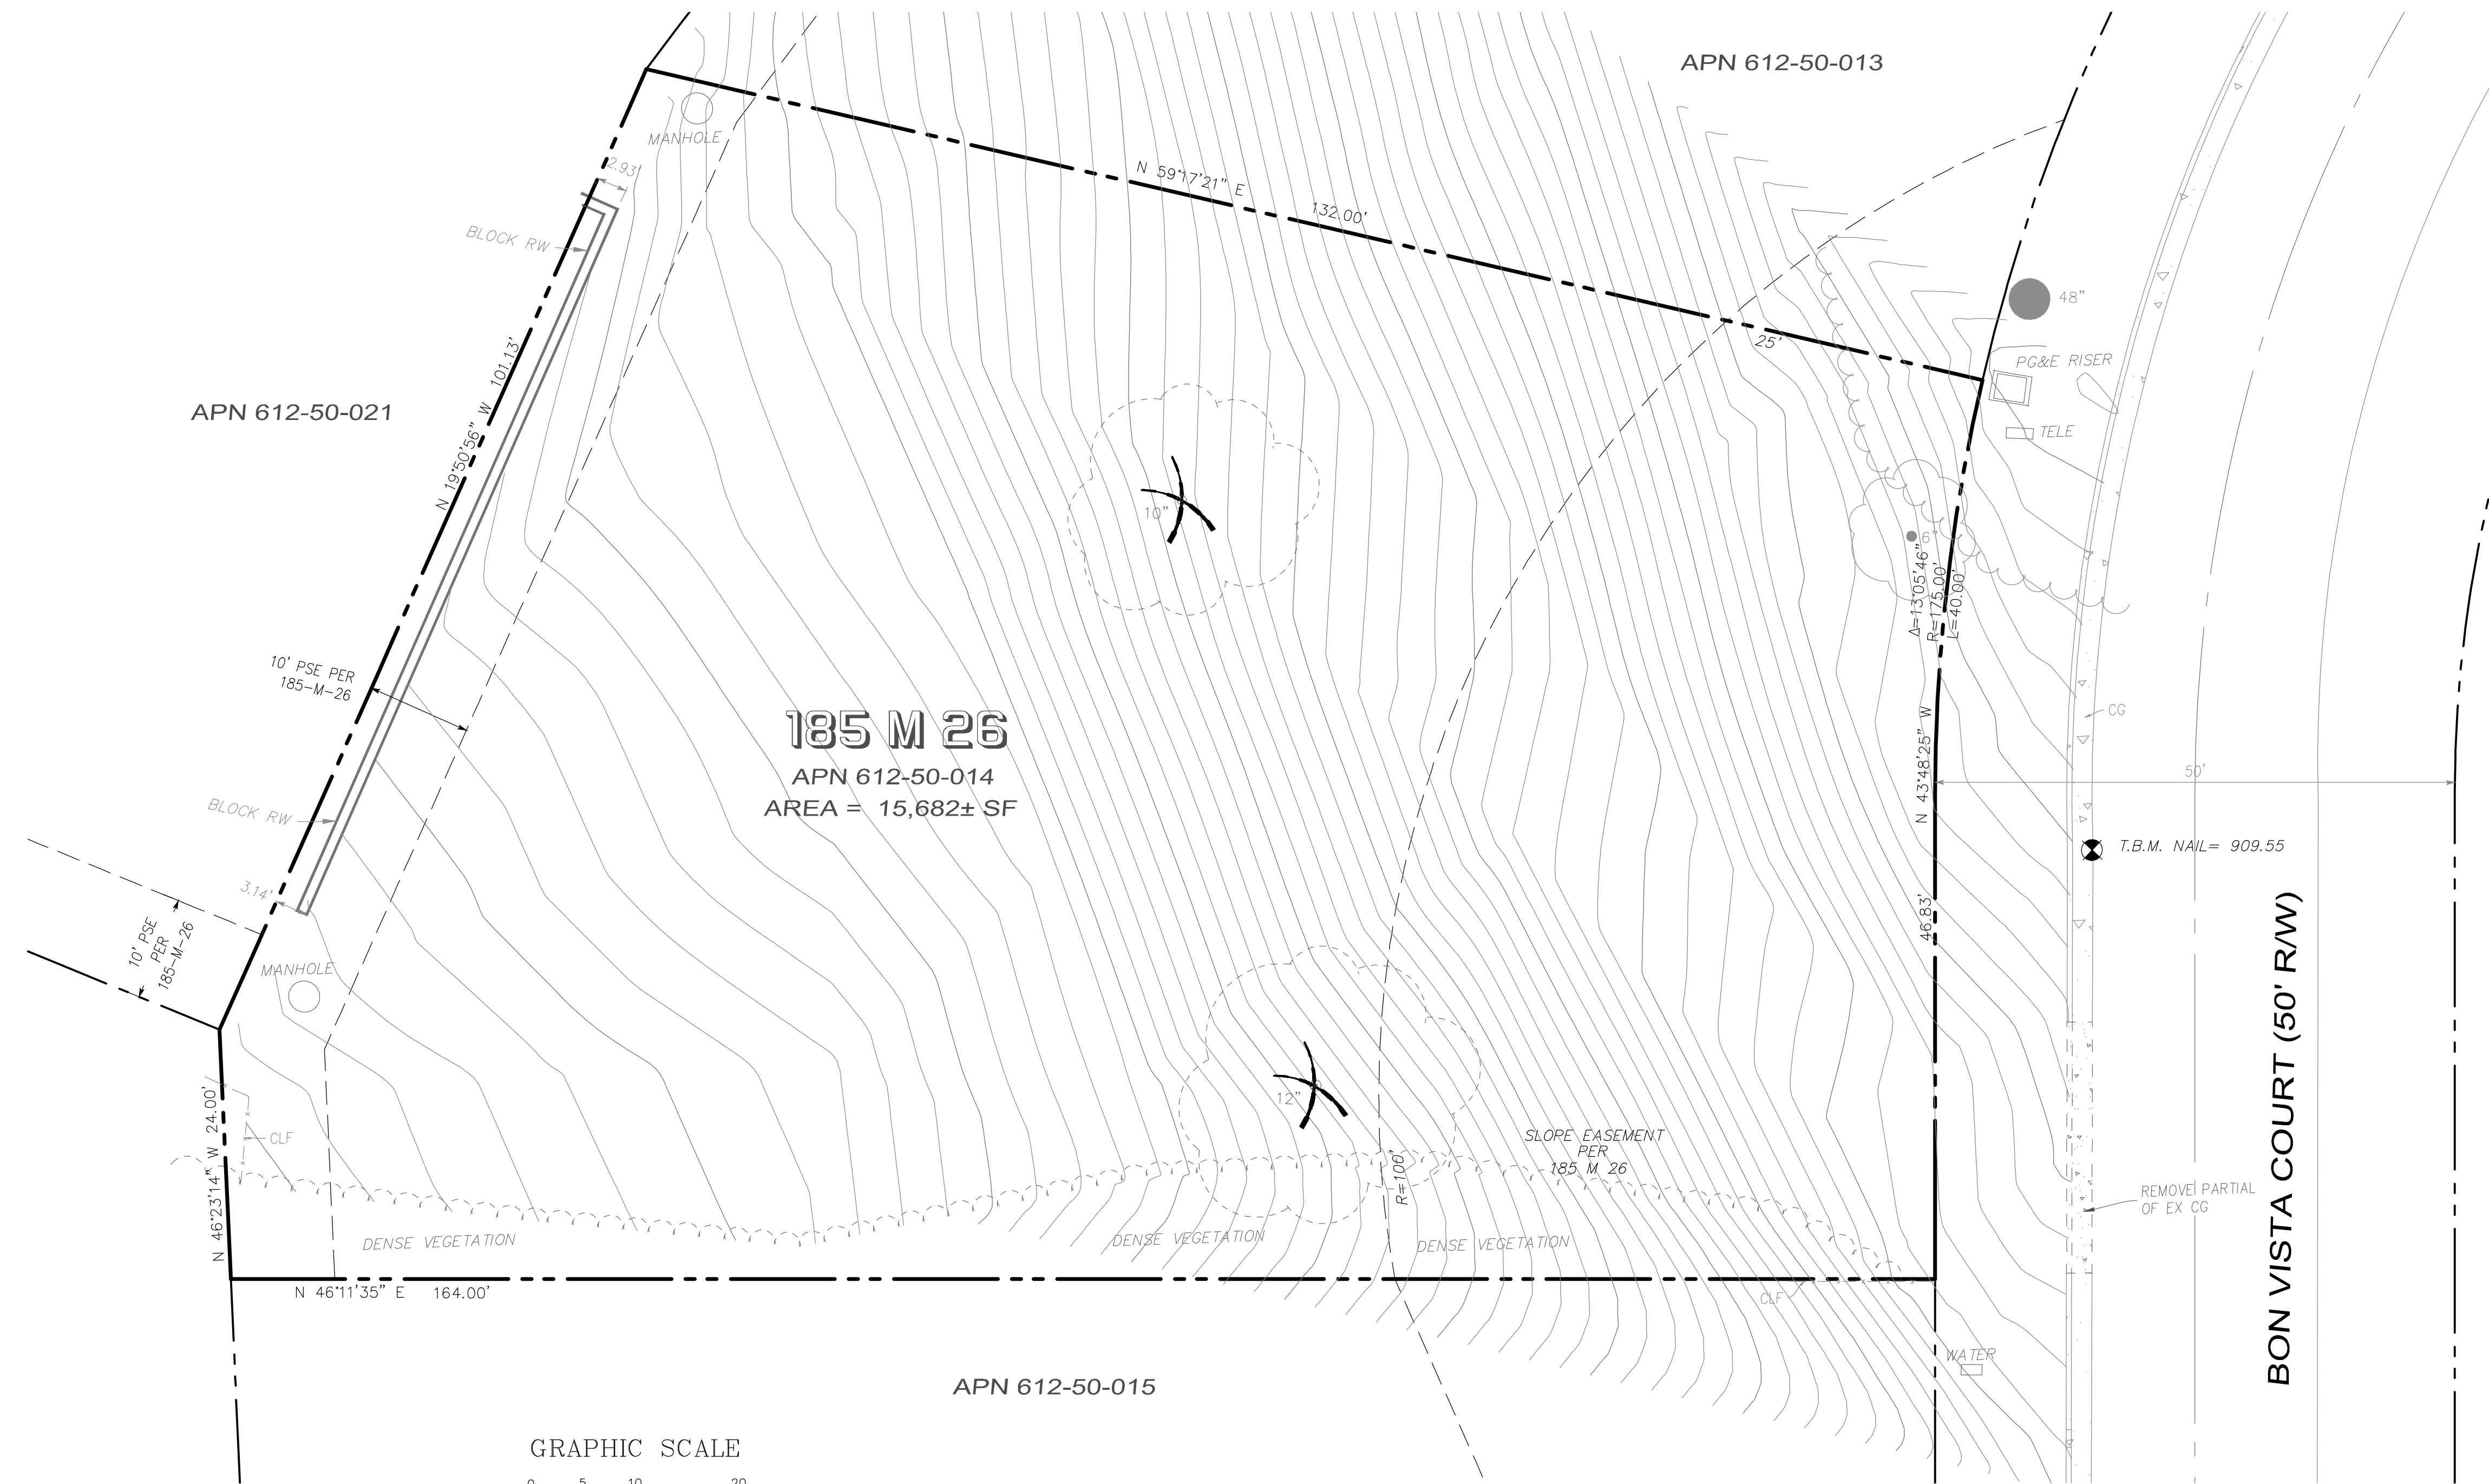 APN 612-50-013
MANHOLE
2.93'
N 59°17'21" E
132.00'
BLOCK RW
48"
25'
PG&E RISER
TELE
APN 612-50-021
N 19°50'56" W 101.13'
10"
6"
Δ=13°05'46"
R=175.00'
L=40.00'
10' PSE PER
185-M-26
185 M 26
APN 612-50-014
AREA = 15,682± SF
N 43°48'25" W
46.83'
CG
50'
BLOCK RW
T.B.M. NAIL= 909.55
3.14'
10' PSE
PER
185-M-26
MANHOLE
BON VISTA COURT (50' R/W)
N 46°23'14" W 24.00'
CLF
12"
SLOPE EASEMENT
PER
185 M 26
R=100'
REMOVE PARTIAL
OF EX CG
DENSE VEGETATION
DENSE VEGETATION
DENSE VEGETATION
N 46°11'35" E 164.00'
CLF
WATER
APN 612-50-015
GRAPHIC SCALE
0 5 10 20